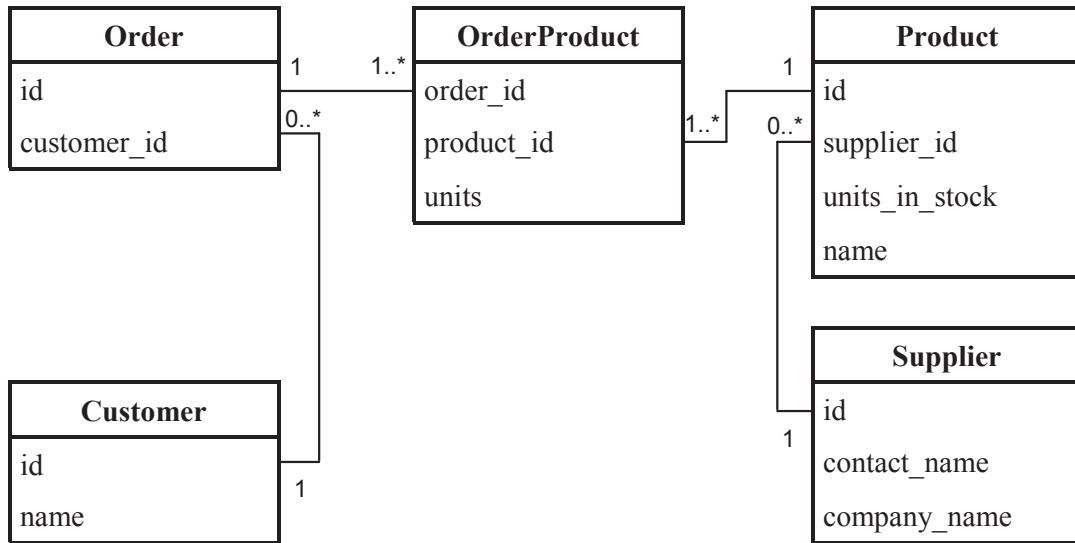 Order
id
customer_id
1
1..*
0..*
OrderProduct
order_id
product_id
units
1..*
1
0..*
Product
id
supplier_id
units_in_stock
name
Customer
id
name
1
Supplier
id
contact_name
company_name
1